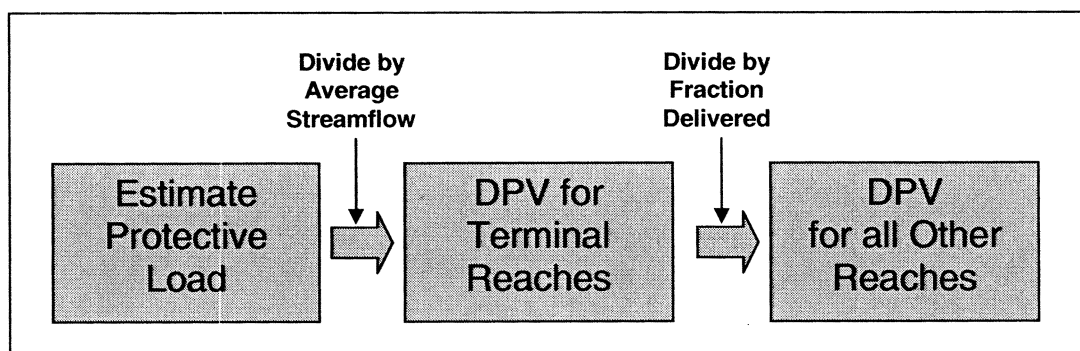 Divide by
Average
Streamflow
Divide by
Fraction
Delivered
Estimate
Protective
Load
DPV for
Terminal
Reaches
DPV
for all Other
Reaches